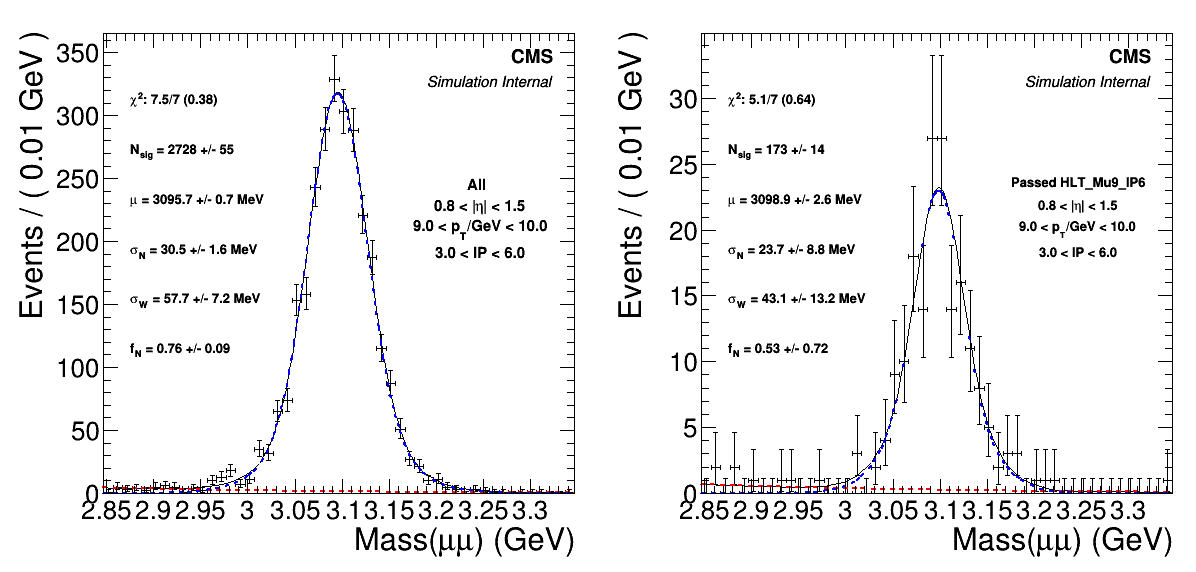 CMS
Simulation Internal
χ²: 7.5/7 (0.38)
N_sig = 2728 +/- 55
μ = 3095.7 +/- 0.7 MeV
σ_N = 30.5 +/- 1.6 MeV
σ_W = 57.7 +/- 7.2 MeV
f_N = 0.76 +/- 0.09
All
0.8 < |η| < 1.5
9.0 < p_T/GeV < 10.0
3.0 < IP < 6.0
Events / ( 0.01 GeV )
350
300
250
200
150
100
50
0
2.85 2.9 2.95 3 3.05 3.1 3.15 3.2 3.25 3.3
Mass(μμ) (GeV)
CMS
Simulation Internal
χ²: 5.1/7 (0.64)
N_sig = 173 +/- 14
μ = 3098.9 +/- 2.6 MeV
σ_N = 23.7 +/- 8.8 MeV
σ_W = 43.1 +/- 13.2 MeV
f_N = 0.53 +/- 0.72
Passed HLT_Mu9_IP6
0.8 < |η| < 1.5
9.0 < p_T/GeV < 10.0
3.0 < IP < 6.0
Events / ( 0.01 GeV )
30
25
20
15
10
5
0
2.85 2.9 2.95 3 3.05 3.1 3.15 3.2 3.25 3.3
Mass(μμ) (GeV)